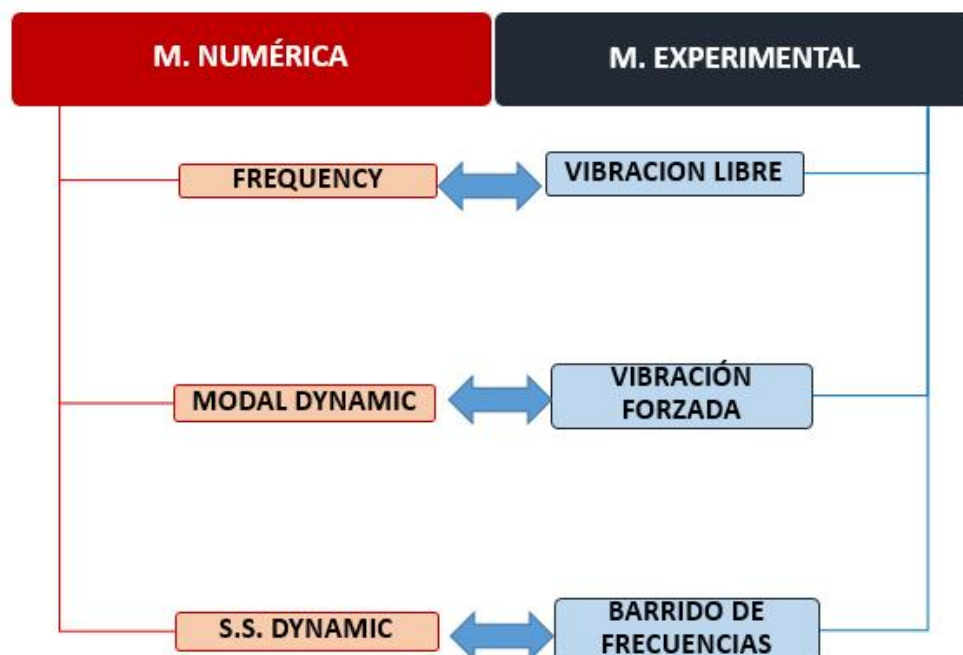 M. NUMÉRICA
M. EXPERIMENTAL
FREQUENCY
VIBRACION LIBRE
MODAL DYNAMIC
VIBRACIÓN
FORZADA
S.S. DYNAMIC
BARRIDO DE
FRECUENCIAS